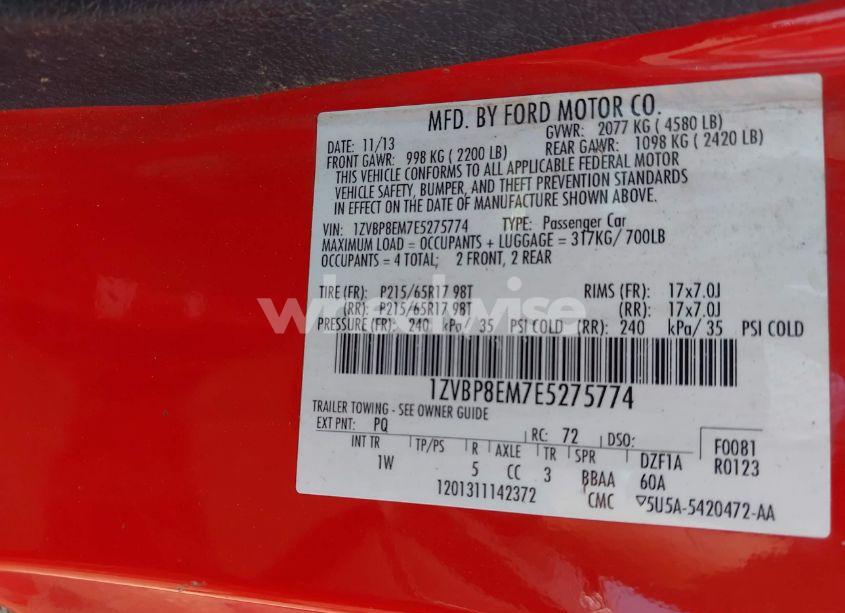 MFD. BY FORD MOTOR CO.
DATE: 11/13 GVWR: 2077 KG ( 4580 LB)
FRONT GAWR: 998 KG ( 2200 LB) REAR GAWR: 1098 KG ( 2420 LB)
THIS VEHICLE CONFORMS TO ALL APPLICABLE FEDERAL MOTOR
VEHICLE SAFETY, BUMPER, AND THEFT PREVENTION STANDARDS
IN EFFECT ON THE DATE OF MANUFACTURE SHOWN ABOVE.
VIN: 1ZVBP8EM7E5275774 TYPE: Passenger Car
MAXIMUM LOAD = OCCUPANTS + LUGGAGE = 317KG/ 700LB
OCCUPANTS = 4 TOTAL; 2 FRONT, 2 REAR
TIRE (FR): P215/65R17 98T RIMS (FR): 17x7.0J
(RR): P215/65R17 98T (RR): 17x7.0J
wheelwise
PRESSURE (FR): 240 kPa/ 35 PSI COLD (RR): 240 kPa/ 35 PSI COLD
1ZVBP8EM7E5275774
TRAILER TOWING - SEE OWNER GUIDE
EXT PNT: PQ RC: 72 DSO: F0081
INT TR TP/PS R AXLE TR SPR DZF1A R0123
1W 5 CC 3 BBAA 60A
1201311142372 CMC 5U5A-5420472-AA